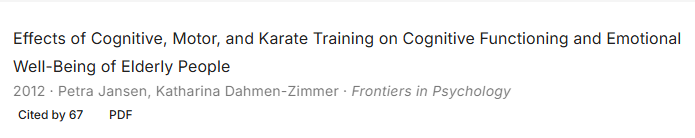 Effects of Cognitive, Motor, and Karate Training on Cognitive Functioning and Emotional
Well-Being of Elderly People
2012 · Petra Jansen, Katharina Dahmen-Zimmer · Frontiers in Psychology
Cited by 67 PDF